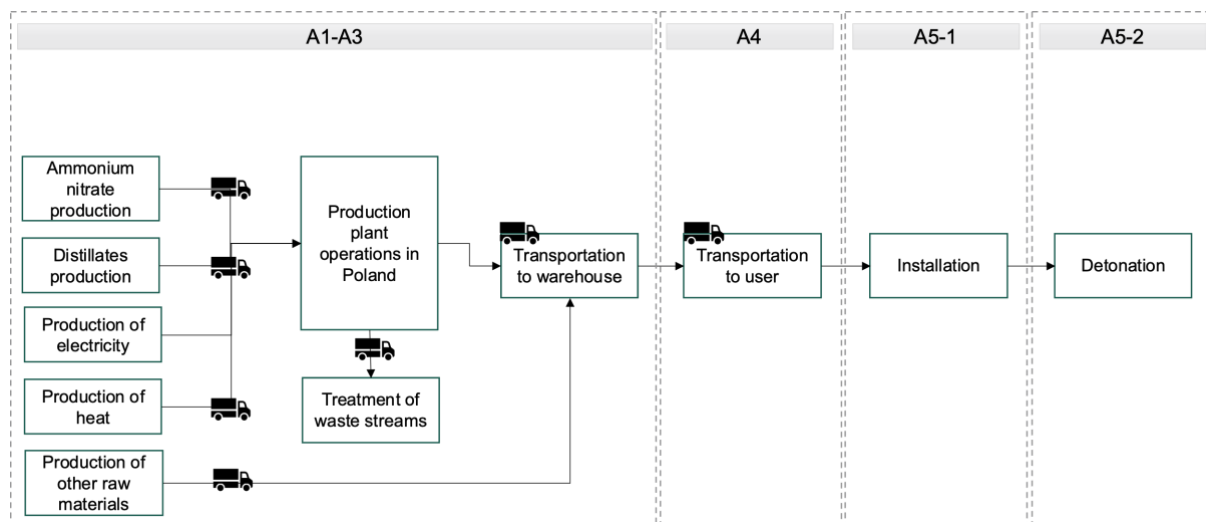 A1-A3
A4
A5-1
A5-2
Ammonium
nitrate
production
Distillates
production
Production of
electricity
Production of
heat
Production of
other raw
materials
Production
plant
operations in
Poland
Treatment of
waste streams
Transportation
to warehouse
Transportation
to user
Installation
Detonation